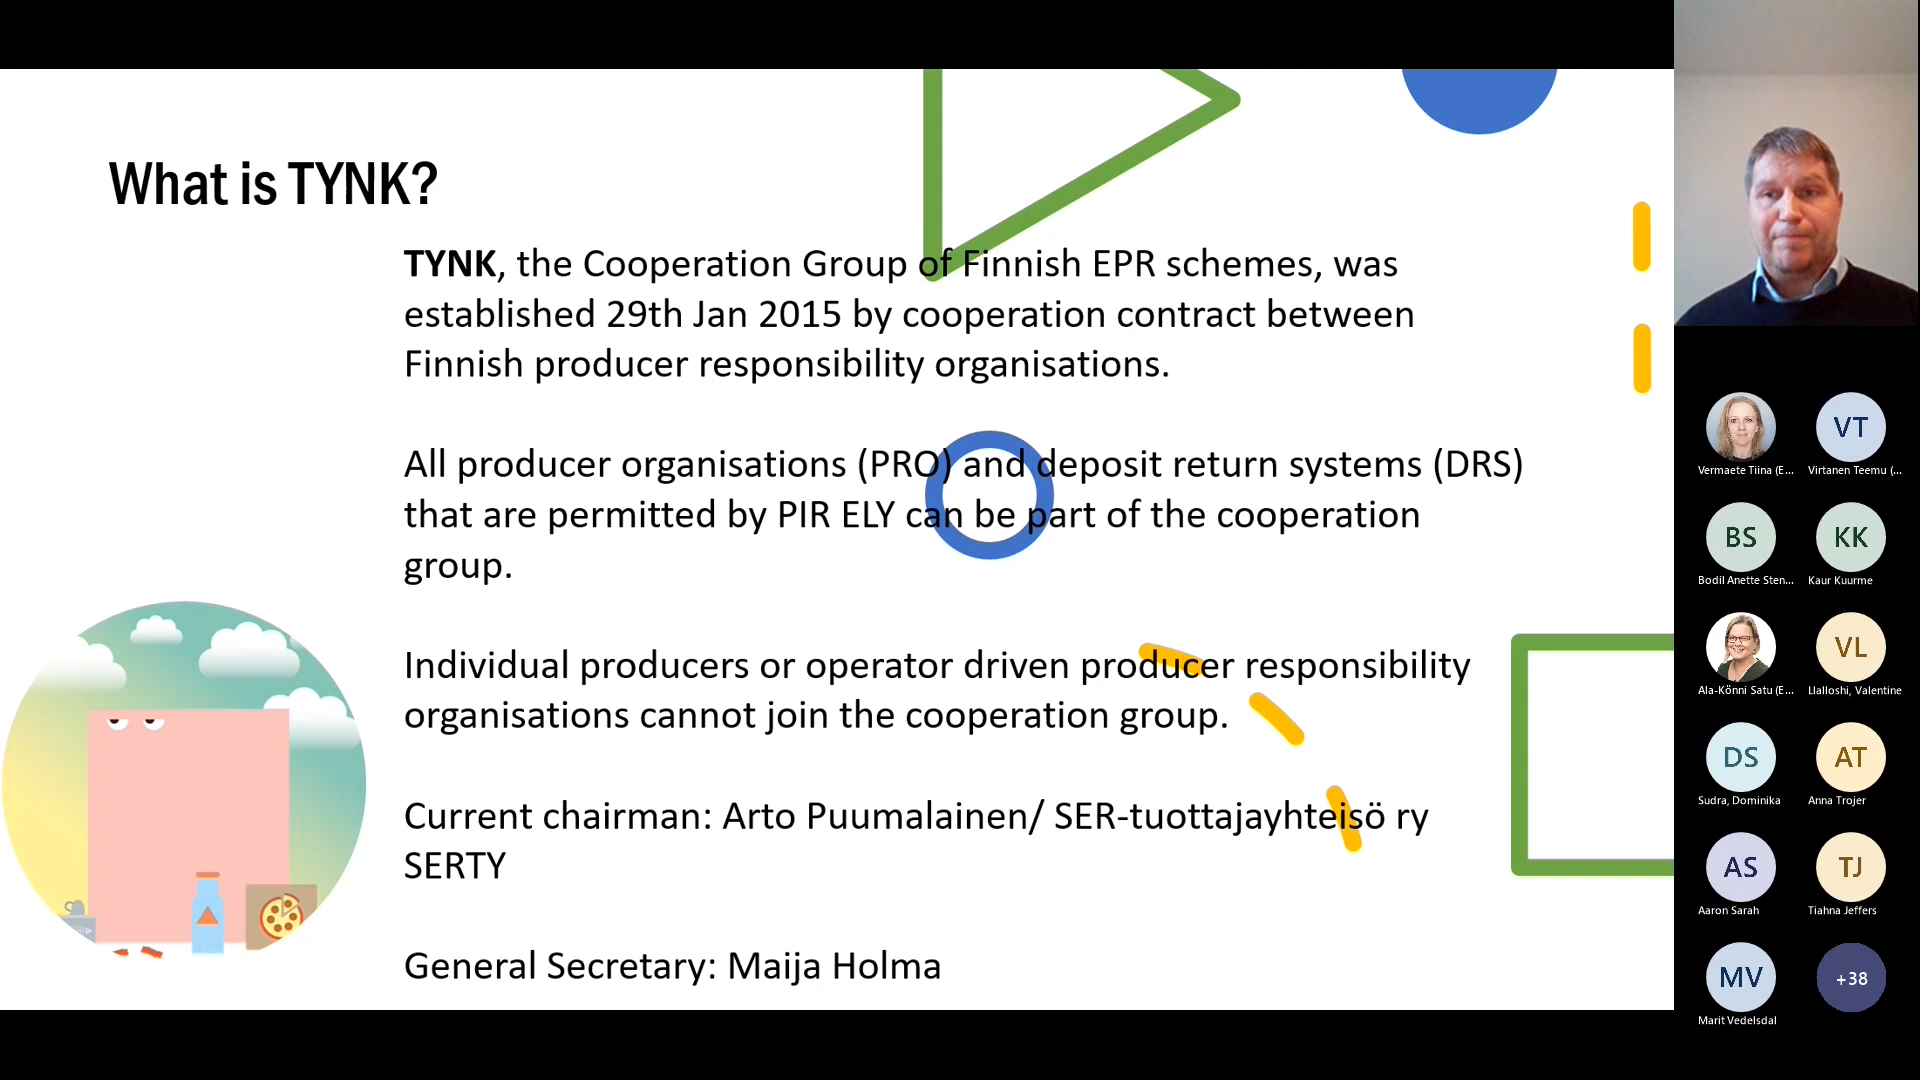 What is TYNK?
TYNK, the Cooperation Group of Finnish EPR schemes, was
established 29th Jan 2015 by cooperation contract between
Finnish producer responsibility organisations.
All producer organisations (PRO) and deposit return systems (DRS)
that are permitted by PIR ELY can be part of the cooperation
group.
Individual producers or operator driven producer responsibility
organisations cannot join the cooperation group.
Current chairman: Arto Puumalainen/ SER-tuottajayhteisö ry
SERTY
General Secretary: Maija Holma
Vermaete Tiina (E...
VT
Virtanen Teemu (...
BS
Bodil Anette Sten...
KK
Kaur Kuurme
Ala-Könni Satu (E...
VL
Llalloshi, Valentine
DS
Sudra, Dominika
AT
Anna Trojer
AS
Aaron Sarah
TJ
Tiahna Jeffers
MV
Marit Vedelsdal
+38